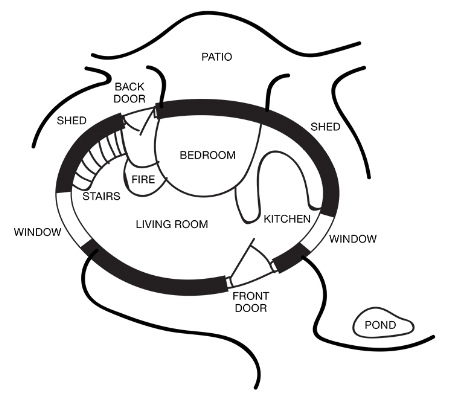 PATIO
BACK
DOOR
SHED
SHED
BEDROOM
FIRE
STAIRS
LIVING ROOM
KITCHEN
WINDOW
WINDOW
FRONT
DOOR
POND